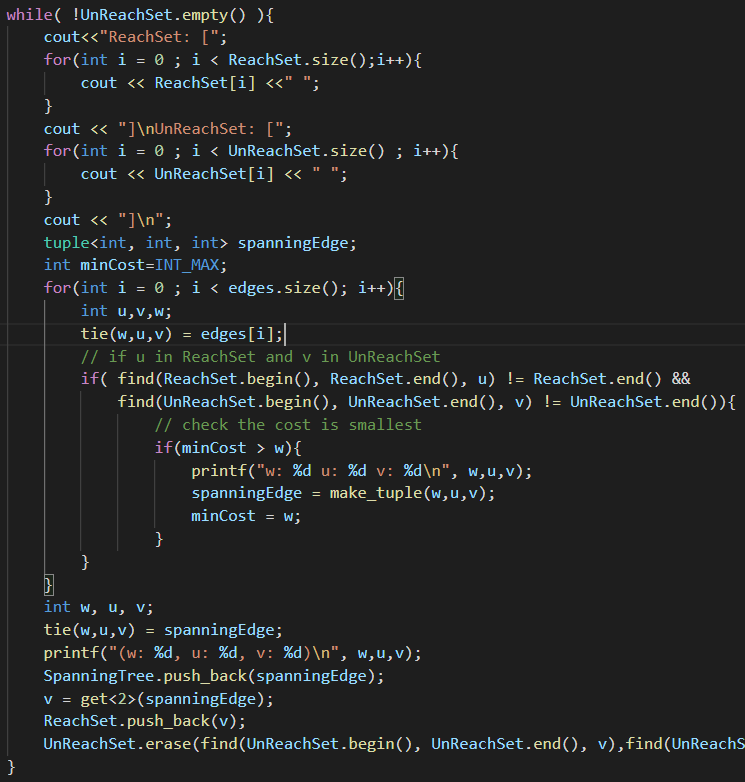 while( !UnReachSet.empty() ){
cout<<"ReachSet: [";
for(int i = 0 ; i < ReachSet.size();i++){
cout << ReachSet[i] <<" ";
}
cout << "]\nUnReachSet: [";
for(int i = 0 ; i < UnReachSet.size() ; i++){
cout << UnReachSet[i] << " ";
}
cout << "]\n";
tuple<int, int, int> spanningEdge;
int minCost=INT_MAX;
for(int i = 0 ; i < edges.size(); i++){
int u,v,w;
tie(w,u,v) = edges[i];
// if u in ReachSet and v in UnReachSet
if( find(ReachSet.begin(), ReachSet.end(), u) != ReachSet.end() &&
find(UnReachSet.begin(), UnReachSet.end(), v) != UnReachSet.end()){
// check the cost is smallest
if(minCost > w){
printf("w: %d u: %d v: %d\n", w,u,v);
spanningEdge = make_tuple(w,u,v);
minCost = w;
}
}
}
int w, u, v;
tie(w,u,v) = spanningEdge;
printf("(w: %d, u: %d, v: %d)\n", w,u,v);
SpanningTree.push_back(spanningEdge);
v = get<2>(spanningEdge);
ReachSet.push_back(v);
UnReachSet.erase(find(UnReachSet.begin(), UnReachSet.end(), v),find(UnReachS
}